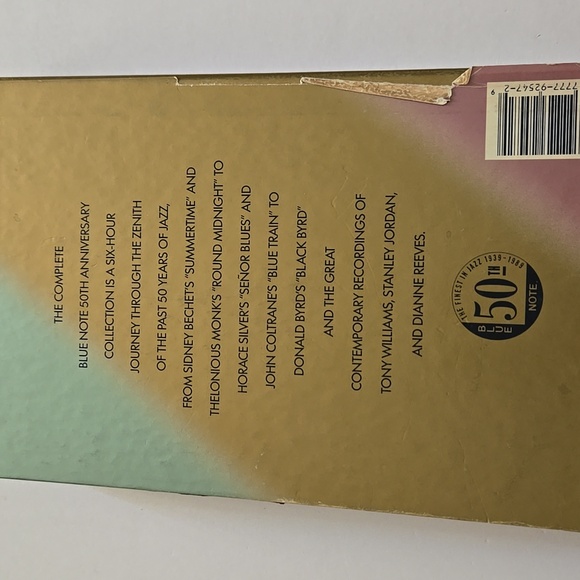 THE COMPLETE
BLUE NOTE 50TH ANNIVERSARY
COLLECTION IS A SIX-HOUR
JOURNEY THROUGH THE ZENITH
OF THE PAST 50 YEARS OF JAZZ,
FROM SIDNEY BECHET'S "SUMMERTIME" AND
THELONIOUS MONK'S "ROUND MIDNIGHT" TO
HORACE SILVER'S "SENOR BLUES" AND
JOHN COLTRANE'S "BLUE TRAIN" TO
DONALD BYRD'S "BLACK BYRD"
AND THE GREAT
CONTEMPORARY RECORDINGS OF
TONY WILLIAMS, STANLEY JORDAN,
AND DIANNE REEVES.
THE FINEST IN JAZZ 1939-1989
BLUE
50TH
NOTE
7777-92547-2
9